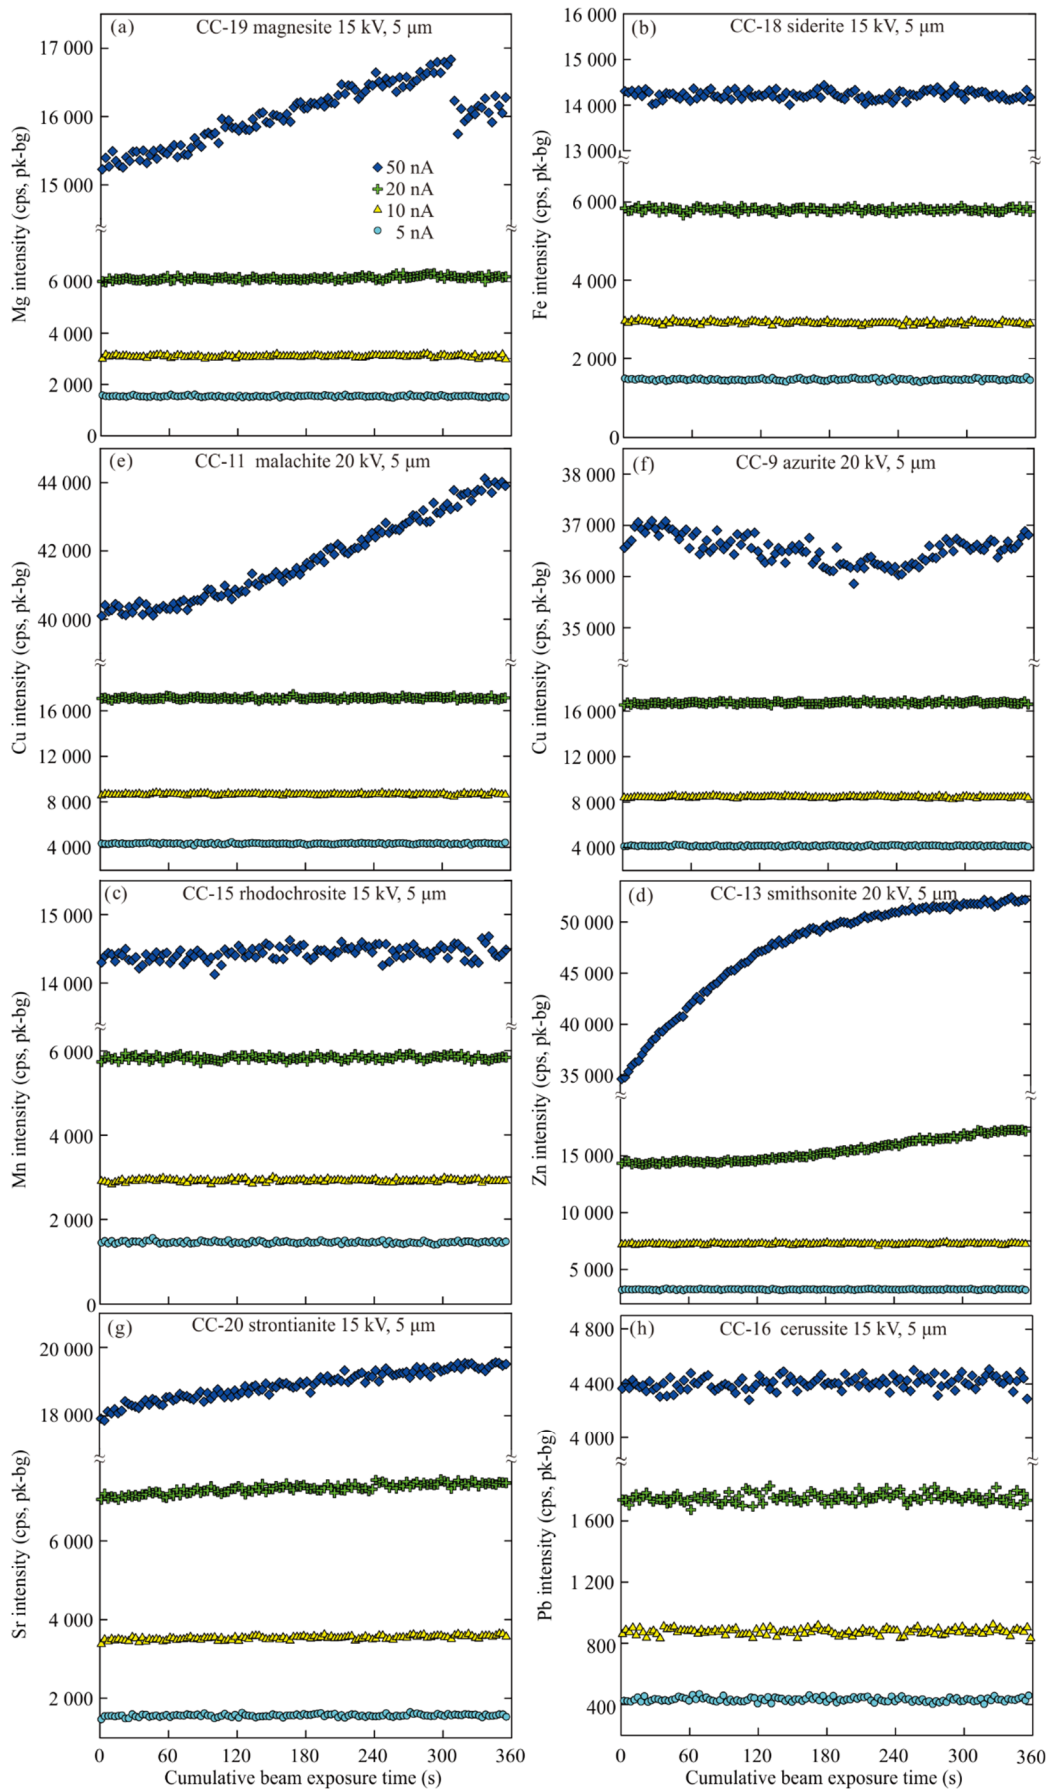 (a) CC-19 magnesite 15 kV, 5 μm
17 000
16 000
15 000
6 000
4 000
2 000
0
Mg intensity (cps, pk-bg)
50 nA
20 nA
10 nA
5 nA
(b) CC-18 siderite 15 kV, 5 μm
16 000
15 000
14 000
13 000
6 000
4 000
2 000
0
Fe intensity (cps, pk-bg)
(e) CC-11 malachite 20 kV, 5 μm
44 000
42 000
40 000
16 000
12 000
8 000
4 000
Cu intensity (cps, pk-bg)
(f) CC-9 azurite 20 kV, 5 μm
38 000
37 000
36 000
35 000
16 000
12 000
8 000
4 000
Cu intensity (cps, pk-bg)
(c) CC-15 rhodochrosite 15 kV, 5 μm
15 000
14 000
6 000
4 000
2 000
0
Mn intensity (cps, pk-bg)
(d) CC-13 smithsonite 20 kV, 5 μm
50 000
45 000
40 000
35 000
15 000
10 000
5 000
Zn intensity (cps, pk-bg)
(g) CC-20 strontianite 15 kV, 5 μm
20 000
18 000
6 000
4 000
2 000
Sr intensity (cps, pk-bg)
0 60 120 180 240 300 360
Cumulative beam exposure time (s)
(h) CC-16 cerussite 15 kV, 5 μm
4 800
4 400
4 000
1 600
1 200
800
400
Pb intensity (cps, pk-bg)
0 60 120 180 240 300 360
Cumulative beam exposure time (s)